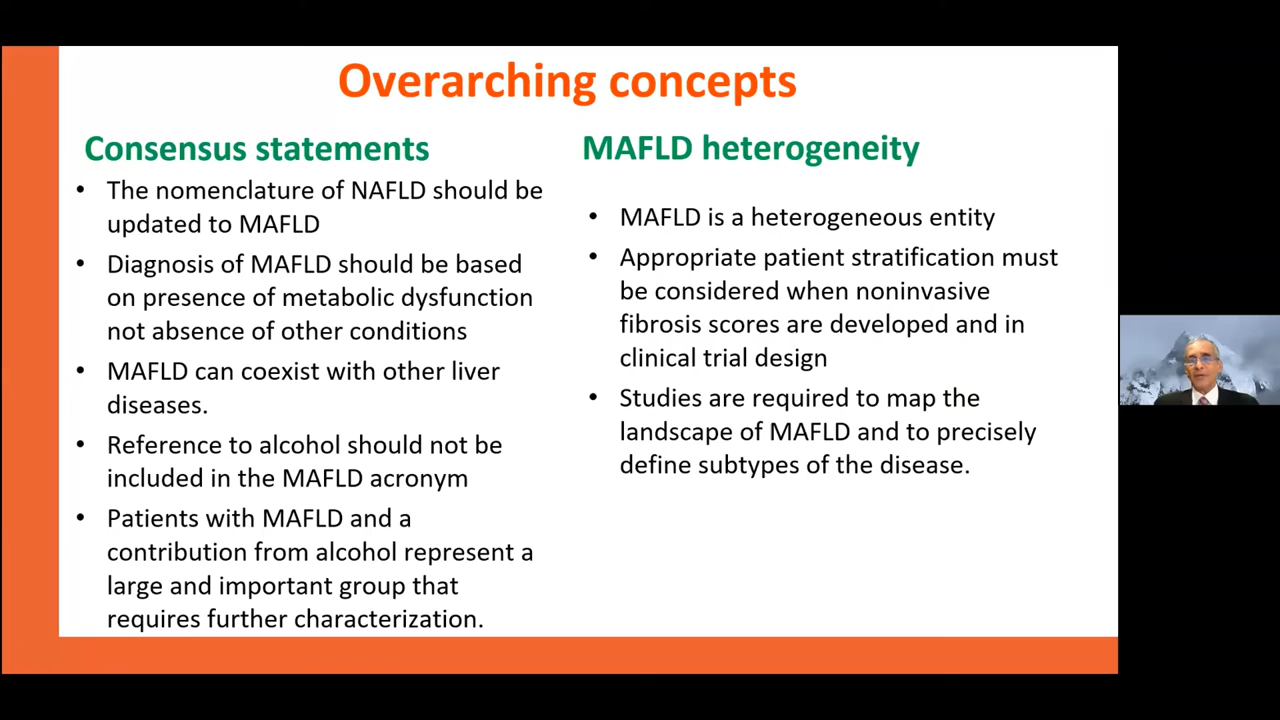 Overarching concepts
Consensus statements
• The nomenclature of NAFLD should be
updated to MAFLD
• Diagnosis of MAFLD should be based
on presence of metabolic dysfunction
not absence of other conditions
• MAFLD can coexist with other liver
diseases.
• Reference to alcohol should not be
included in the MAFLD acronym
• Patients with MAFLD and a
contribution from alcohol represent a
large and important group that
requires further characterization.
MAFLD heterogeneity
• MAFLD is a heterogeneous entity
• Appropriate patient stratification must
be considered when noninvasive
fibrosis scores are developed and in
clinical trial design
• Studies are required to map the
landscape of MAFLD and to precisely
define subtypes of the disease.